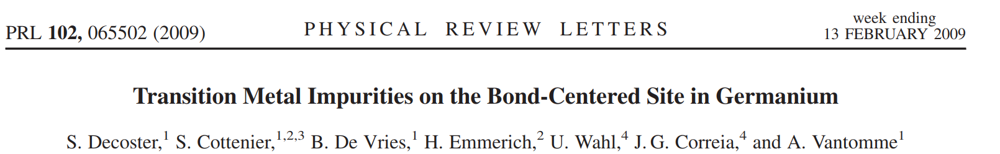 PRL 102, 065502 (2009) PHYSICAL REVIEW LETTERS week ending 13 FEBRUARY 2009
Transition Metal Impurities on the Bond-Centered Site in Germanium
S. Decoster,1 S. Cottenier,1,2,3 B. De Vries,1 H. Emmerich,2 U. Wahl,4 J. G. Correia,4 and A. Vantomme1